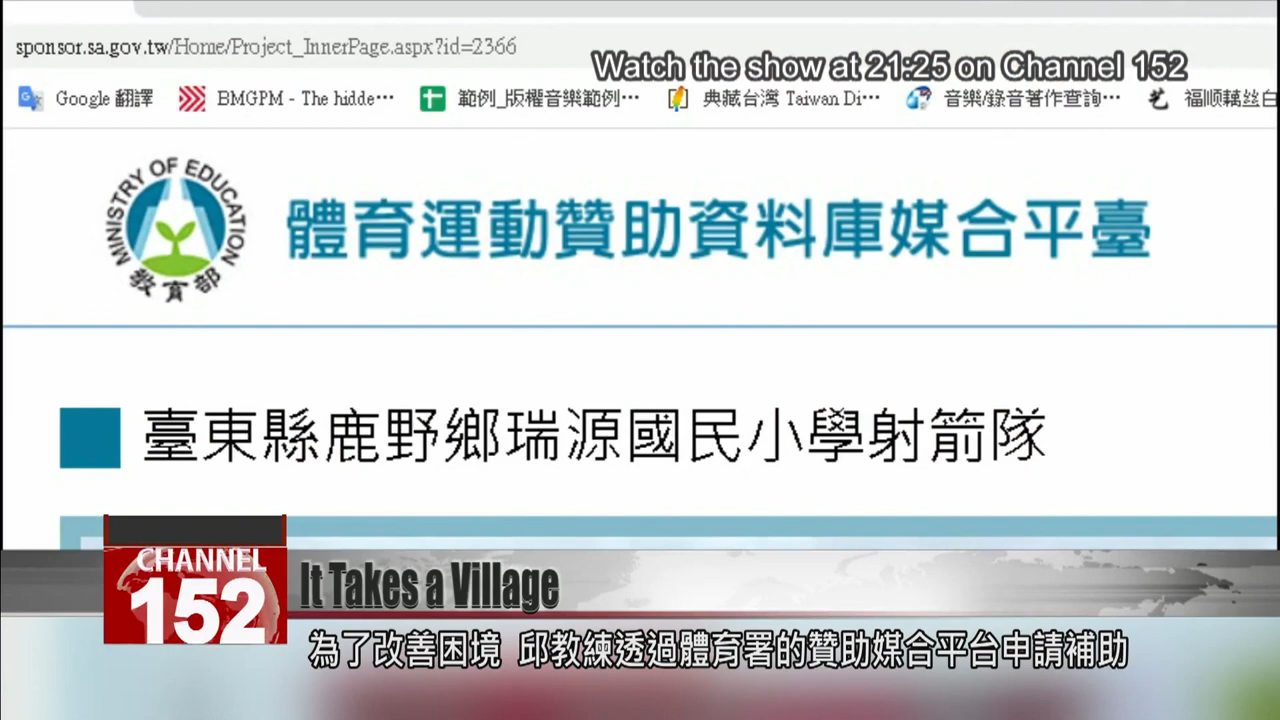 sponsor.sa.gov.tw/Home/Project_InnerPage.aspx?id=2366
Watch the show at 21:25 on Channel 152
Google 翻譯 BMGPM - The hidde… 範例_版權音樂範例… 典藏台灣 Taiwan Di… 音樂/錄音著作查詢… 福顺藕丝白
MINISTRY OF EDUCATION
教育部
體育運動贊助資料庫媒合平臺
臺東縣鹿野鄉瑞源國民小學射箭隊
CHANNEL
152
It Takes a Village
為了改善困境 邱教練透過體育署的贊助媒合平台申請補助